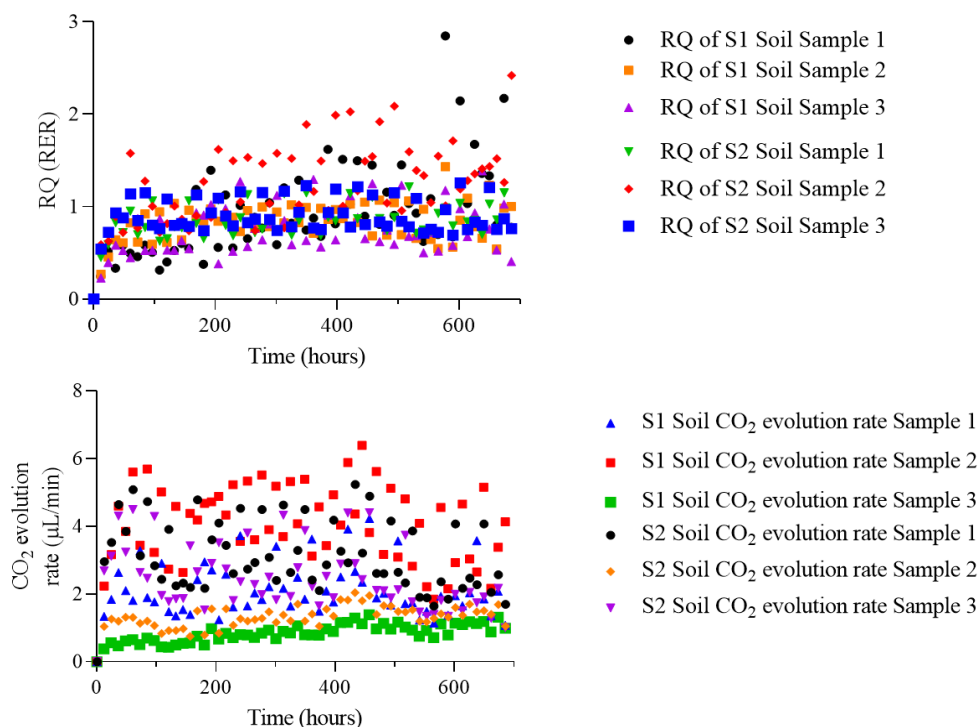 3
2
1
0
RQ (RER)
0
200
400
600
Time (hours)
RQ of S1 Soil Sample 1
RQ of S1 Soil Sample 2
RQ of S1 Soil Sample 3
RQ of S2 Soil Sample 1
RQ of S2 Soil Sample 2
RQ of S2 Soil Sample 3
8
6
4
2
0
CO₂ evolution
rate (μL/min)
0
200
400
600
Time (hours)
S1 Soil CO₂ evolution rate Sample 1
S1 Soil CO₂ evolution rate Sample 2
S1 Soil CO₂ evolution rate Sample 3
S2 Soil CO₂ evolution rate Sample 1
S2 Soil CO₂ evolution rate Sample 2
S2 Soil CO₂ evolution rate Sample 3